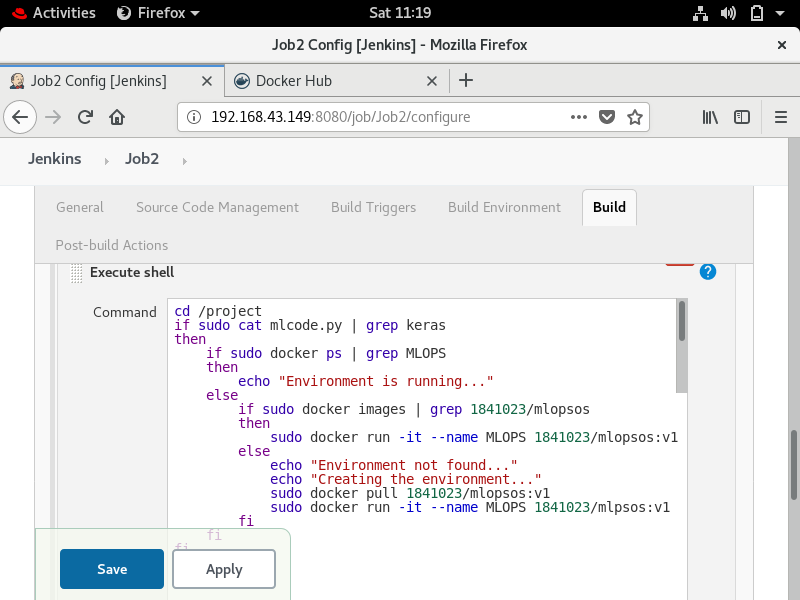 Activities Firefox Sat 11:19
Job2 Config [Jenkins] - Mozilla Firefox
Job2 Config [Jenkins] Docker Hub
192.168.43.149:8080/job/Job2/configure
Jenkins Job2
General Source Code Management Build Triggers Build Environment Build
Post-build Actions
Execute shell
Command
cd /project
if sudo cat mlcode.py | grep keras
then
if sudo docker ps | grep MLOPS
then
echo "Environment is running..."
else
if sudo docker images | grep 1841023/mlopsos
then
sudo docker run -it --name MLOPS 1841023/mlopsos:v1
else
echo "Environment not found..."
echo "Creating the environment..."
sudo docker pull 1841023/mlopsos:v1
sudo docker run -it --name MLOPS 1841023/mlpsos:v1
fi
fi
fi
Save Apply